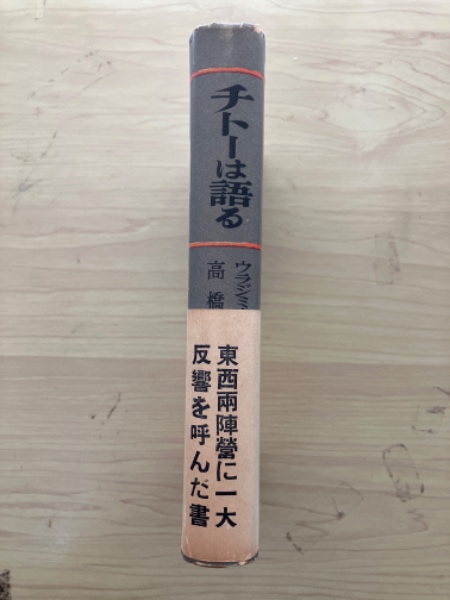 チトーは語る
ウラジミ
高橋
東西兩陣營に一大
反響を呼んだ書